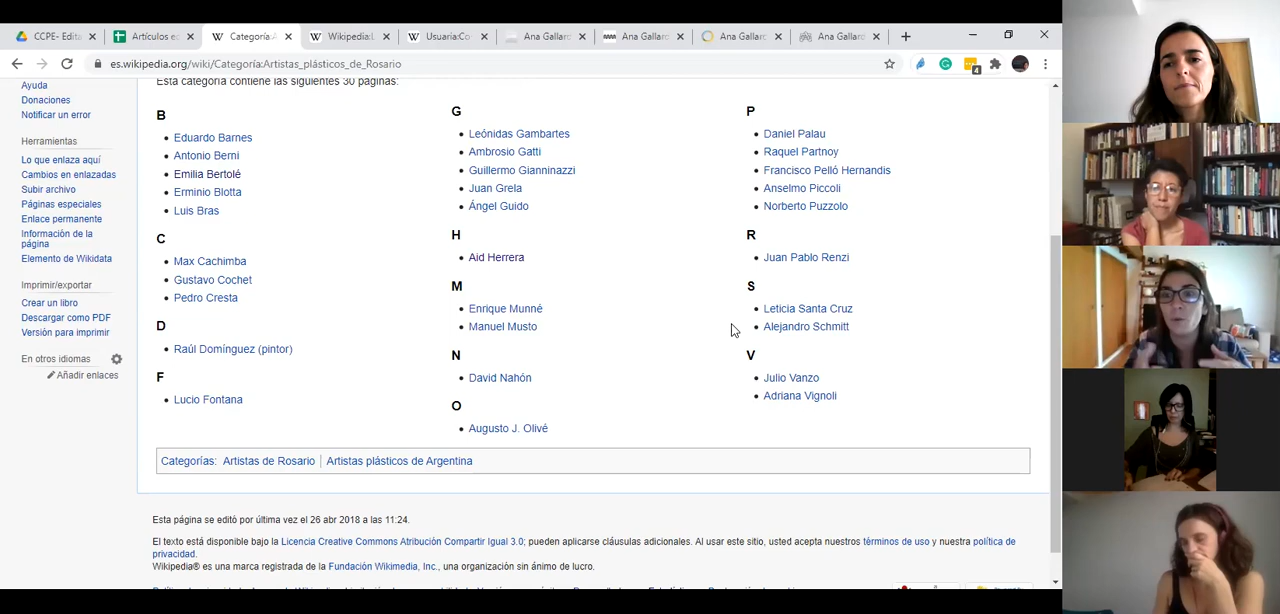 CCPE- Edita
Artículos ed
Categoría:A
Wikipedia:L
Usuaria:Co
Ana Gallard
Ana Gallard
Ana Gallard
Ana Gallard
es.wikipedia.org/wiki/Categoría:Artistas_plásticos_de_Rosario
4
Ayuda
Donaciones
Notificar un error
Herramientas
Lo que enlaza aquí
Cambios en enlazadas
Subir archivo
Páginas especiales
Enlace permanente
Información de la
página
Elemento de Wikidata
Imprimir/exportar
Crear un libro
Descargar como PDF
Versión para imprimir
En otros idiomas
Añadir enlaces
Esta categoría contiene las siguientes 30 páginas:
B
Eduardo Barnes
Antonio Berni
Emilia Bertolé
Erminio Blotta
Luis Bras
C
Max Cachimba
Gustavo Cochet
Pedro Cresta
D
Raúl Domínguez (pintor)
F
Lucio Fontana
G
Leónidas Gambartes
Ambrosio Gatti
Guillermo Gianninazzi
Juan Grela
Ángel Guido
H
Aid Herrera
M
Enrique Munné
Manuel Musto
N
David Nahón
O
Augusto J. Olivé
P
Daniel Palau
Raquel Partnoy
Francisco Pelló Hernandis
Anselmo Piccoli
Norberto Puzzolo
R
Juan Pablo Renzi
S
Leticia Santa Cruz
Alejandro Schmitt
V
Julio Vanzo
Adriana Vignoli
Categorías: Artistas de Rosario | Artistas plásticos de Argentina
Esta página se editó por última vez el 26 abr 2018 a las 11:24.
El texto está disponible bajo la Licencia Creative Commons Atribución Compartir Igual 3.0; pueden aplicarse cláusulas adicionales. Al usar este sitio, usted acepta nuestros términos de uso y nuestra política de
privacidad.
Wikipedia® es una marca registrada de la Fundación Wikimedia, Inc., una organización sin ánimo de lucro.